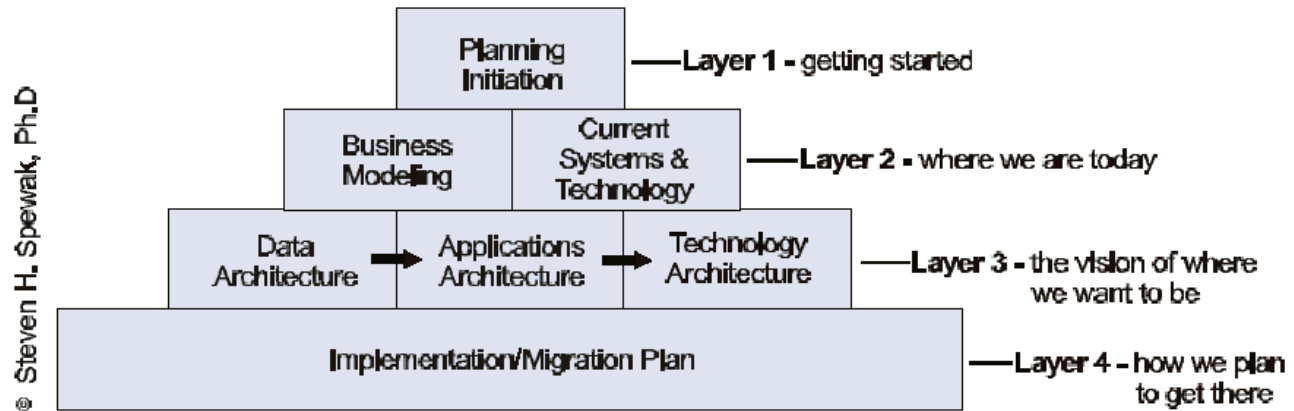 Planning
Initiation
Layer 1 - getting started
Business
Modeling
Current
Systems &
Technology
Layer 2 - where we are today
Data
Architecture
Applications
Architecture
Technology
Architecture
Layer 3 - the vision of where
we want to be
Implementation/Migration Plan
Layer 4 - how we plan
to get there
© Steven H. Spewak, Ph.D